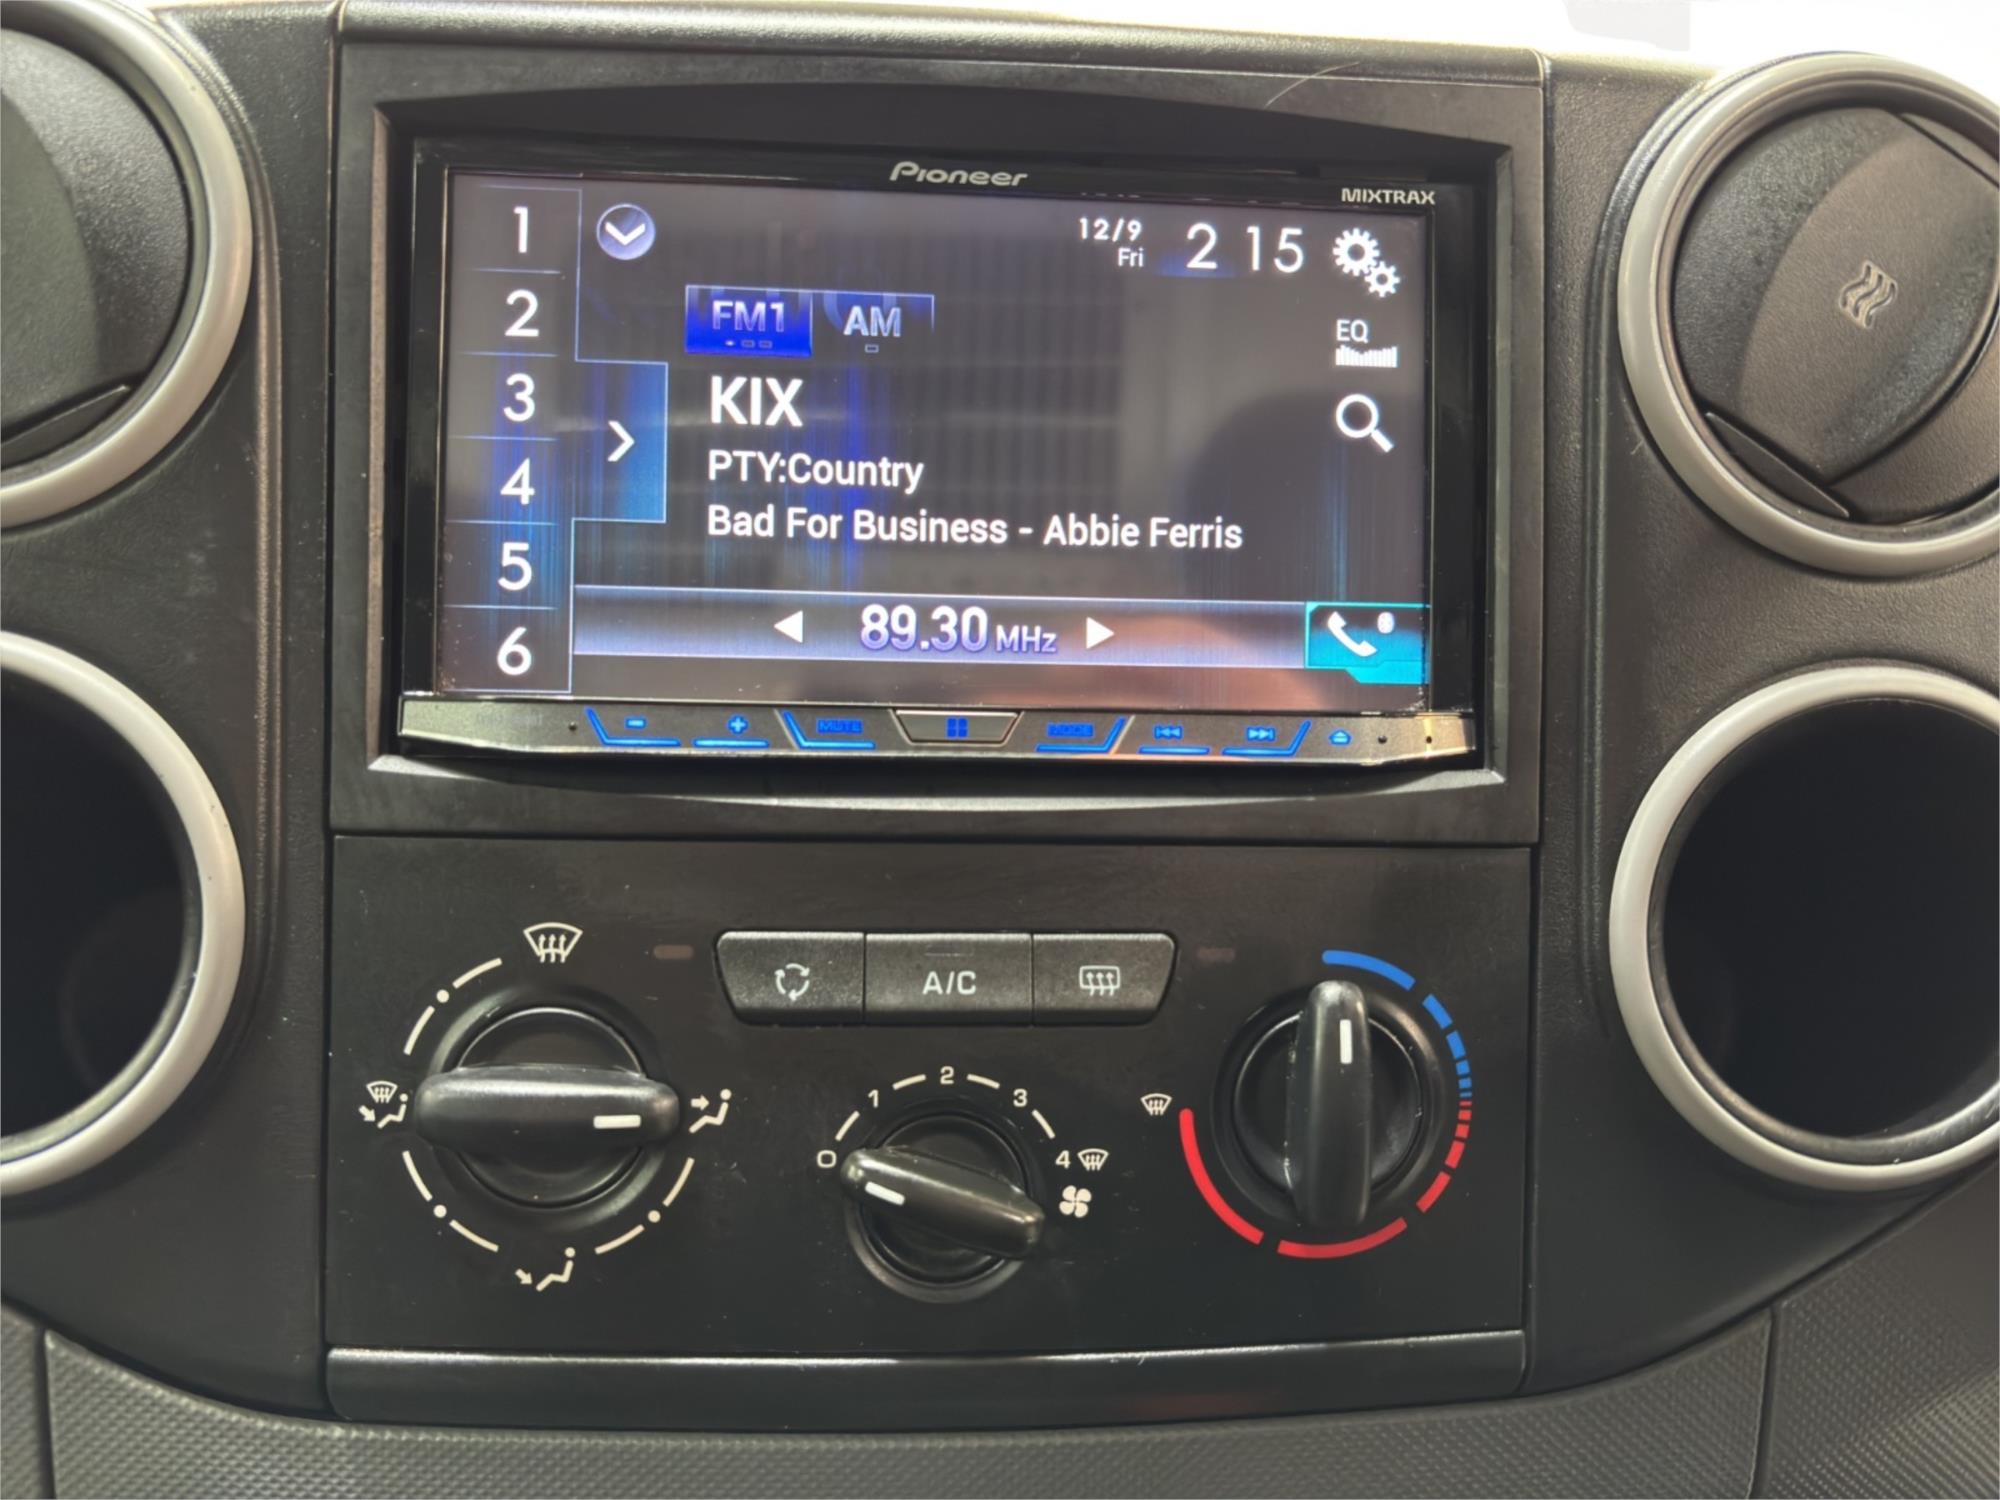 Pioneer
MIXTRAX
1
2
3
4
5
6
12/9
Fri
2 15
FM1
AM
EQ
KIX
PTY:Country
Bad For Business - Abbie Ferris
89.30 MHz
- + MUTE MODE
A/C
0 1 2 3 4